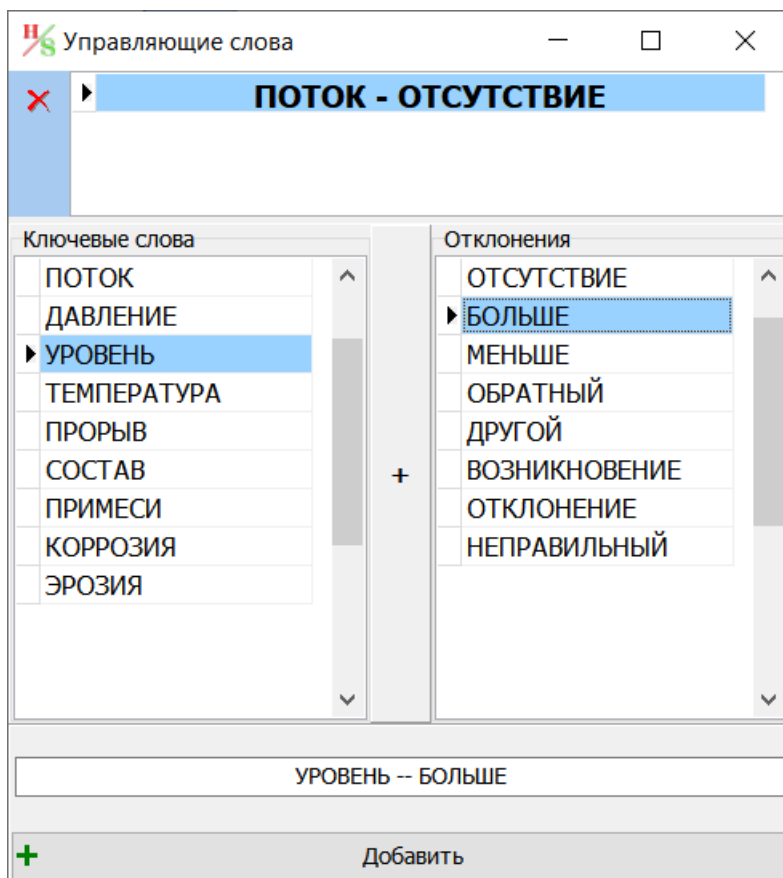 H/S Управляющие слова
ПОТОК - ОТСУТСТВИЕ
Ключевые слова
ПОТОК
ДАВЛЕНИЕ
УРОВЕНЬ
ТЕМПЕРАТУРА
ПРОРЫВ
СОСТАВ
ПРИМЕСИ
КОРРОЗИЯ
ЭРОЗИЯ
+
Отклонения
ОТСУТСТВИЕ
БОЛЬШЕ
МЕНЬШЕ
ОБРАТНЫЙ
ДРУГОЙ
ВОЗНИКНОВЕНИЕ
ОТКЛОНЕНИЕ
НЕПРАВИЛЬНЫЙ
УРОВЕНЬ -- БОЛЬШЕ
Добавить